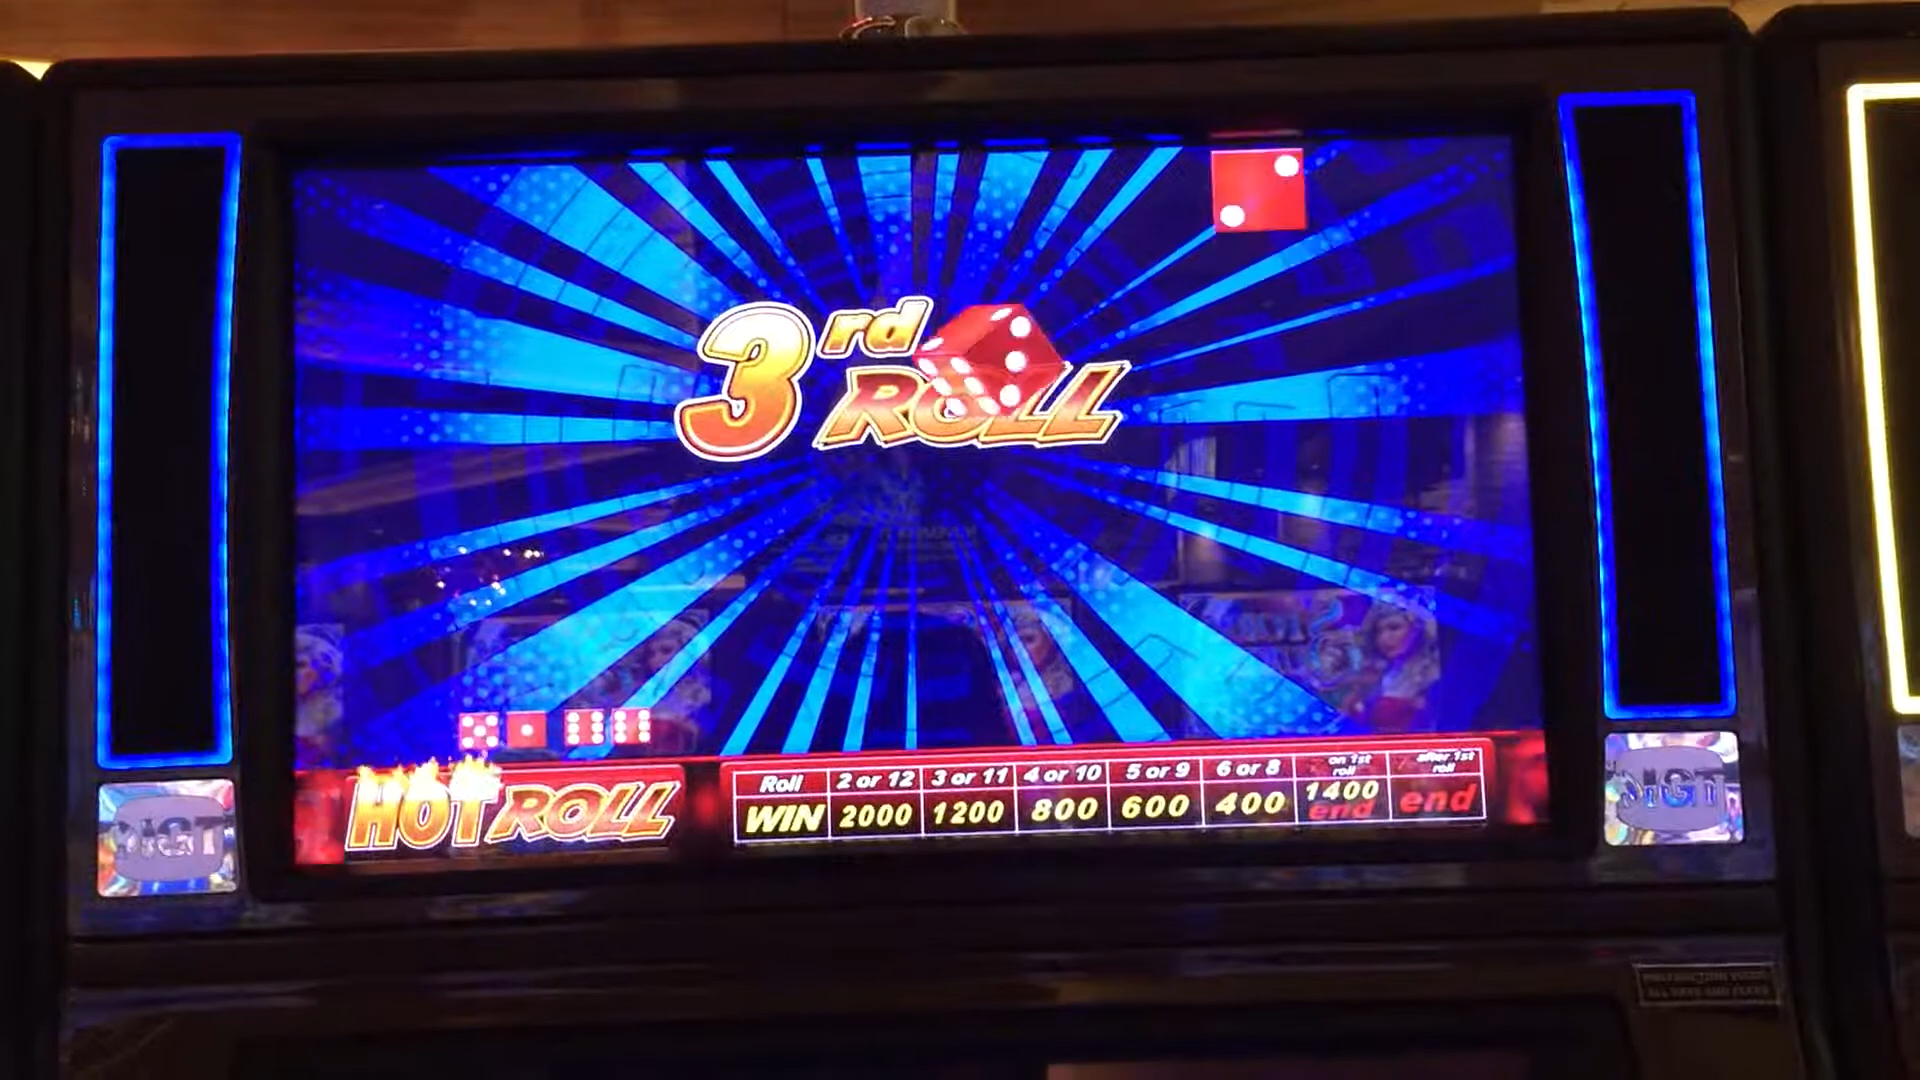 3rd
ROLL
HOT ROLL
Roll 2 or 12 3 or 11 4 or 10 5 or 9 6 or 8 on 1st roll after 1st roll
WIN 2000 1200 800 600 400 1400 end end
IGT
IGT